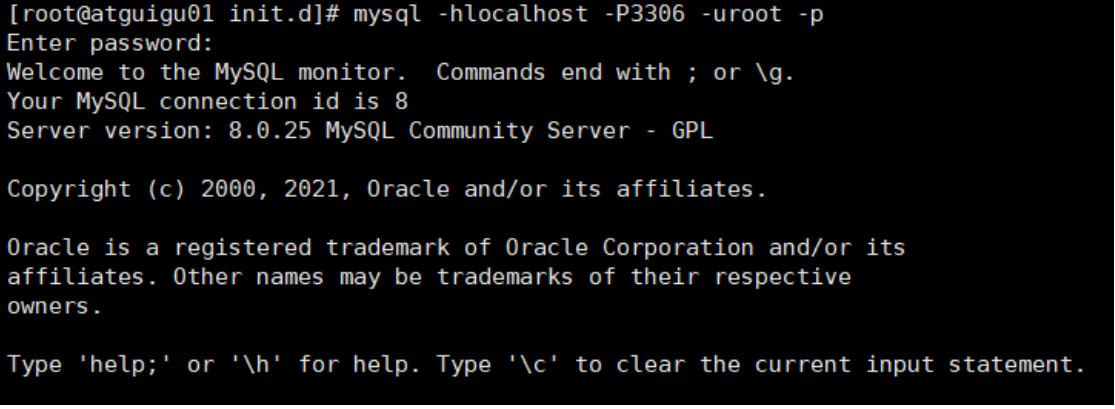 [root@atguigu01 init.d]# mysql -hlocalhost -P3306 -uroot -p
Enter password:
Welcome to the MySQL monitor.  Commands end with ; or \g.
Your MySQL connection id is 8
Server version: 8.0.25 MySQL Community Server - GPL
Copyright (c) 2000, 2021, Oracle and/or its affiliates.
Oracle is a registered trademark of Oracle Corporation and/or its
affiliates. Other names may be trademarks of their respective
owners.
Type 'help;' or '\h' for help. Type '\c' to clear the current input statement.